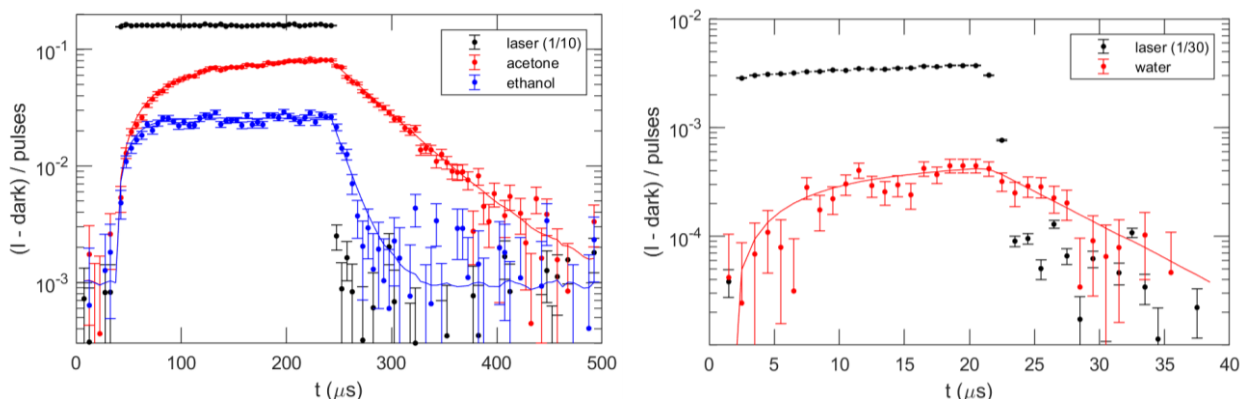 10⁻¹
10⁻²
10⁻³
(I - dark) / pulses
laser (1/10)
acetone
ethanol
0
100
200
300
400
500
t (μs)
10⁻²
10⁻³
10⁻⁴
(I - dark) / pulses
laser (1/30)
water
0
5
10
15
20
25
30
35
40
t (μs)